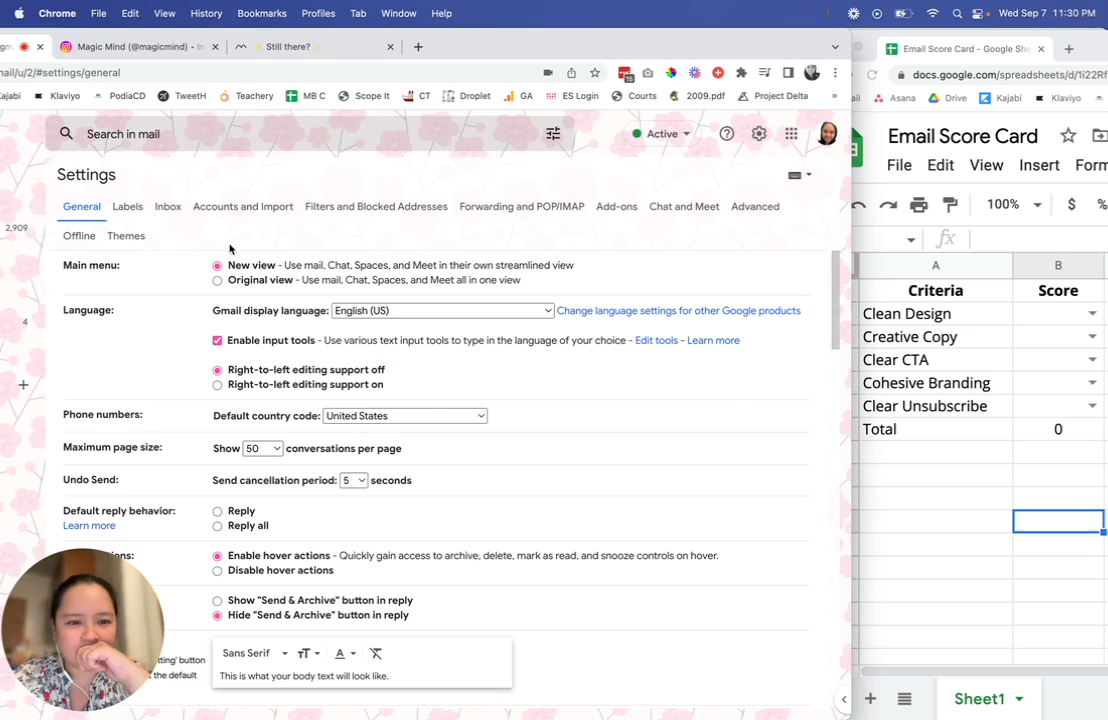 Chrome File Edit View History Bookmarks Profiles Tab Window Help Wed Sep 7 11:30 PM
Magic Mind (@magicmind) • In Still there?
ail/u/2/#settings/general
Kajabi Klaviyo PodiaCD TweetH Teachery MB C Scope It CT Droplet GA ES Login Courts 2009.pdf Project Delta »
Search in mail Active
Settings
General Labels Inbox Accounts and Import Filters and Blocked Addresses Forwarding and POP/IMAP Add-ons Chat and Meet Advanced
2,909
Offline Themes
Main menu: New view - Use mail, Chat, Spaces, and Meet in their own streamlined view
Original view - Use mail, Chat, Spaces, and Meet all in one view
Language: Gmail display language: English (US) Change language settings for other Google products
4
Enable input tools - Use various text input tools to type in the language of your choice - Edit tools - Learn more
Right-to-left editing support off
Right-to-left editing support on
Phone numbers: Default country code: United States
Maximum page size: Show 50 conversations per page
Undo Send: Send cancellation period: 5 seconds
Default reply behavior: Reply
Learn more Reply all
ons: Enable hover actions - Quickly gain access to archive, delete, mark as read, and snooze controls on hover.
Disable hover actions
Show "Send & Archive" button in reply
Hide "Send & Archive" button in reply
Sans Serif
tting' button
t the default This is what your body text will look like.
Email Score Card - Google She
docs.google.com/spreadsheets/d/1i22Rf
ail Asana Drive Kajabi Klaviyo
Email Score Card
File Edit View Insert Form
100% $ %
fx
A B
Criteria Score
Clean Design
Creative Copy
Clear CTA
Cohesive Branding
Clear Unsubscribe
Total 0
Sheet1